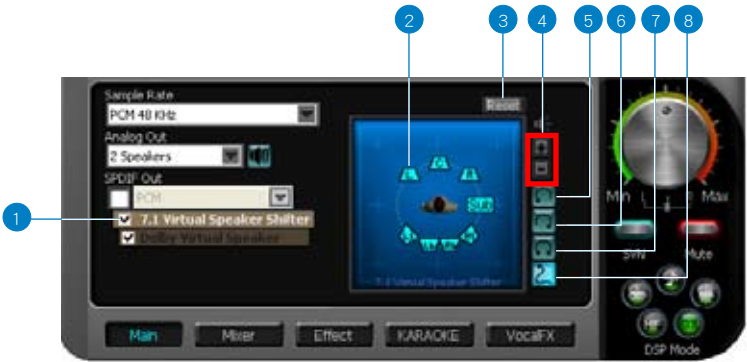 2 3 4 5 6 7 8
Sample Rate
PCM 48 KHz
Reset
Analog Out
2 Speakers
SPDIF Out
PCM
L C R
Sub
1
7.1 Virtual Speaker Shifter
Dolby Virtual Speaker
7.1 Virtual Speaker Shifter
Min Max
SVN Mute
Main Mixer Effect KARAOKE VocalFX
DSP Mode